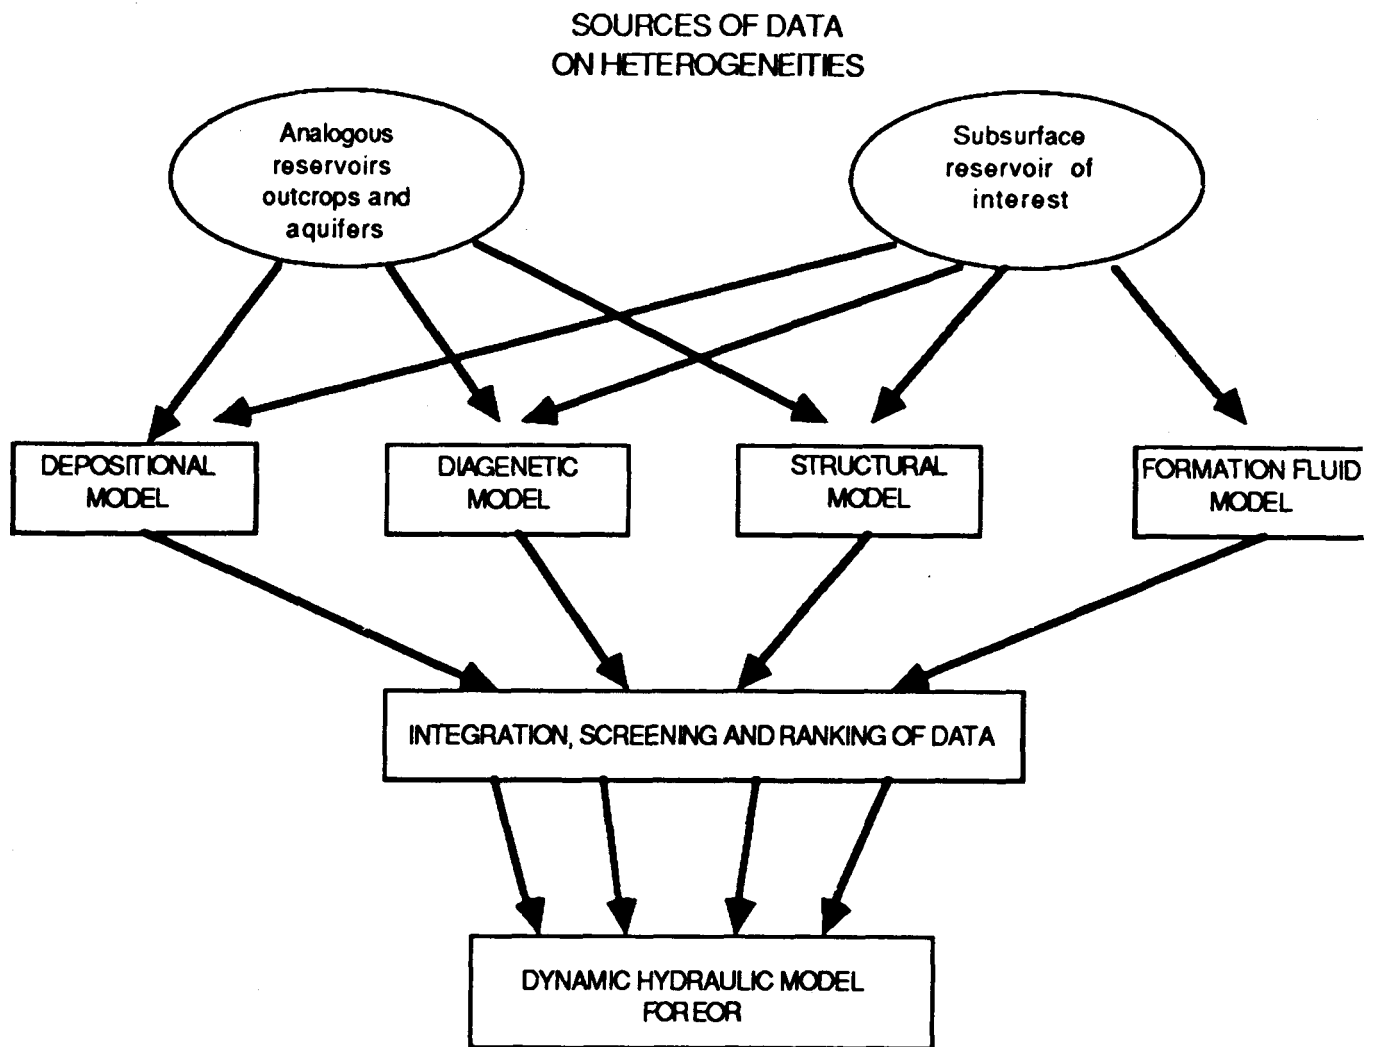 SOURCES OF DATA
ON HETEROGENEITIES
Analogous
reservoirs
outcrops and
aquifers
Subsurface
reservoir of
interest
DEPOSITIONAL
MODEL
DIAGENETIC
MODEL
STRUCTURAL
MODEL
FORMATION FLUID
MODEL
INTEGRATION, SCREENING AND RANKING OF DATA
DYNAMIC HYDRAULIC MODEL
FOR EOR